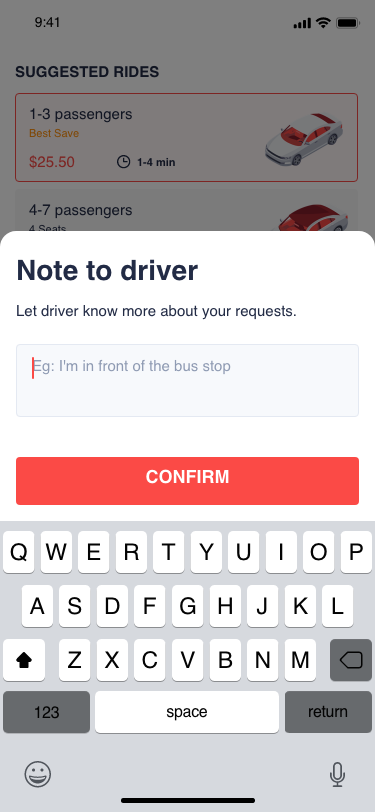 9:41
SUGGESTED RIDES
1-3 passengers
Best Save
$25.50
1-4 min
4-7 passengers
4 Seats
Note to driver
Let driver know more about your requests.
Eg: I'm in front of the bus stop
CONFIRM
Q W E R T Y U I O P
A S D F G H J K L
Z X C V B N M
123 space return